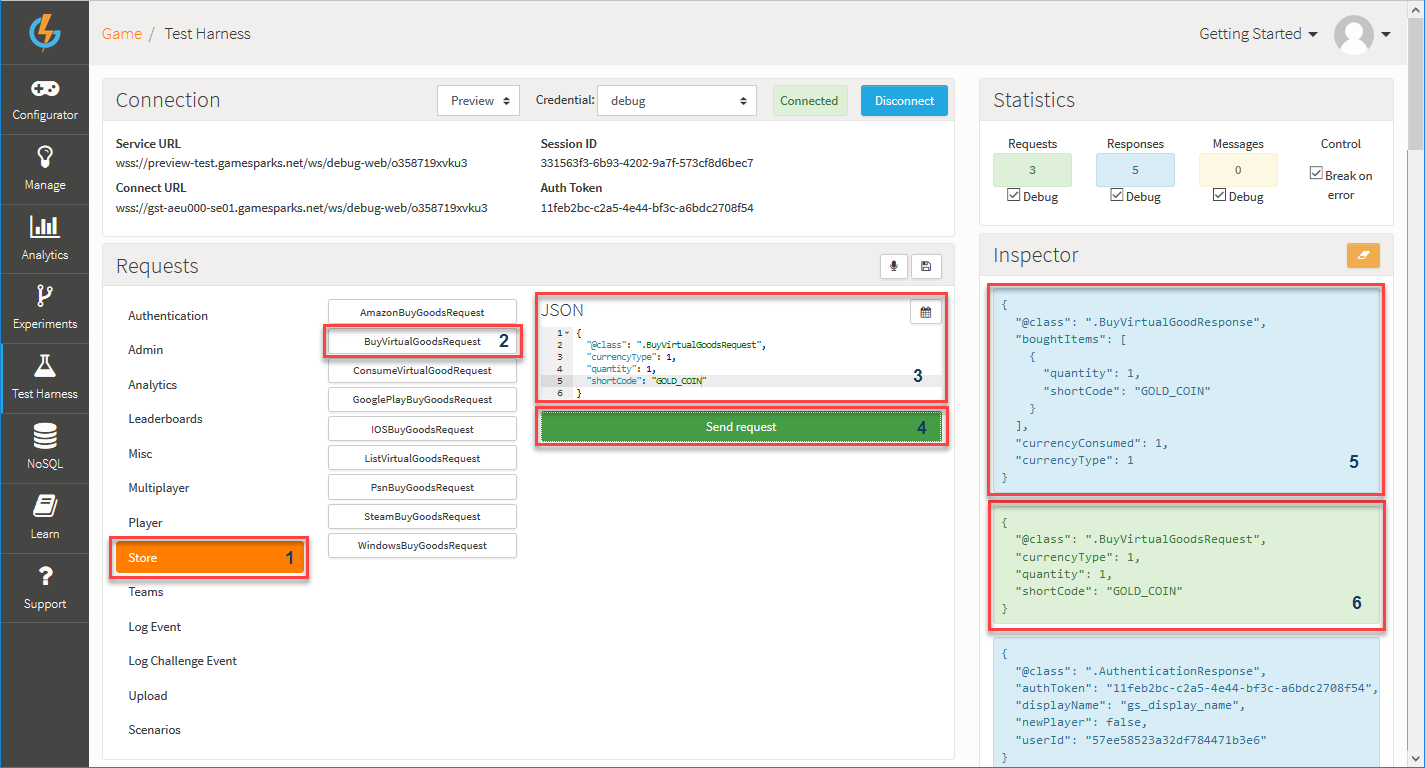 Game / Test Harness
Getting Started
Configurator
Manage
Analytics
Experiments
Test Harness
NoSQL
Learn
Support
Connection
Preview
Credential:
debug
Connected
Disconnect
Service URL
wss://preview-test.gamesparks.net/ws/debug-web/o358719xvku3
Connect URL
wss://gst-aeu000-se01.gamesparks.net/ws/debug-web/o358719xvku3
Session ID
331563f3-6b93-4202-9a7f-573cf8d6bec7
Auth Token
11feb2bc-c2a5-4e44-bf3c-a6bdc2708f54
Statistics
Requests
Responses
Messages
Control
3
5
0
Break on
error
Debug
Debug
Debug
Requests
Authentication
Admin
Analytics
Leaderboards
Misc
Multiplayer
Player
Store 1
Teams
Log Event
Log Challenge Event
Upload
Scenarios
AmazonBuyGoodsRequest
BuyVirtualGoodsRequest 2
ConsumeVirtualGoodRequest
GooglePlayBuyGoodsRequest
IOSBuyGoodsRequest
ListVirtualGoodsRequest
PsnBuyGoodsRequest
SteamBuyGoodsRequest
WindowsBuyGoodsRequest
JSON
1 {
2 "@class": ".BuyVirtualGoodsRequest",
3 "currencyType": 1,
4 "quantity": 1,
5 "shortCode": "GOLD_COIN"
6 }
3
Send request 4
Inspector
{
"@class": ".BuyVirtualGoodResponse",
"boughtItems": [
{
"quantity": 1,
"shortCode": "GOLD_COIN"
}
],
"currencyConsumed": 1,
"currencyType": 1
}
5
{
"@class": ".BuyVirtualGoodsRequest",
"currencyType": 1,
"quantity": 1,
"shortCode": "GOLD_COIN"
}
6
{
"@class": ".AuthenticationResponse",
"authToken": "11feb2bc-c2a5-4e44-bf3c-a6bdc2708f54",
"displayName": "gs_display_name",
"newPlayer": false,
"userId": "57ee58523a32df784471b3e6"
}